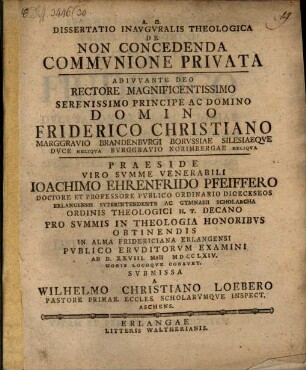 A. Ω.
DISSERTATIO INAVGVRALIS THEOLOGICA
DE
NON CONCEDENDA
COMMVNIONE PRIVATA
ADIVVANTE DEO
RECTORE MAGNIFICENTISSIMO
SERENISSIMO PRINCIPE AC DOMINO
DOMINO
FRIDERICO CHRISTIANO
MARGGRAVIO BRANDENBVRGI BORVSSIAE SILESIAEQVE
DVCE RELIQVA BVRGGRAVIO NORIMBERGAE RELIQVA
PRAESIDE
VIRO SVMME VENERABILI
IOACHIMO EHRENFRIDO PFEIFFERO
DOCTORE ET PROFESSORE PVBLICO ORDINARIO DIOECESEOS
ERLANGENSIS SVPERINTENDENTE AC GYMNASII SCHOLARCHA
ORDINIS THEOLOGICI H. T. DECANO
PRO SVMMIS IN THEOLOGIA HONORIBVS
OBTINENDIS
IN ALMA FRIDERICIANA ERLANGENSI
PVBLICO ERVDITORVM EXAMINI
AD D. XXVIII. MDCCLXIV.
HORIS LOCOQVE CONSVET.
SVBMISSA
WILHELMO CHRISTIANO LOEBERO
PASTORE PRIMAR. ECCLES. SCHOLARVMQVE INSPECT.
ERLANGAE
LITTERIS WALTHERIANIS.